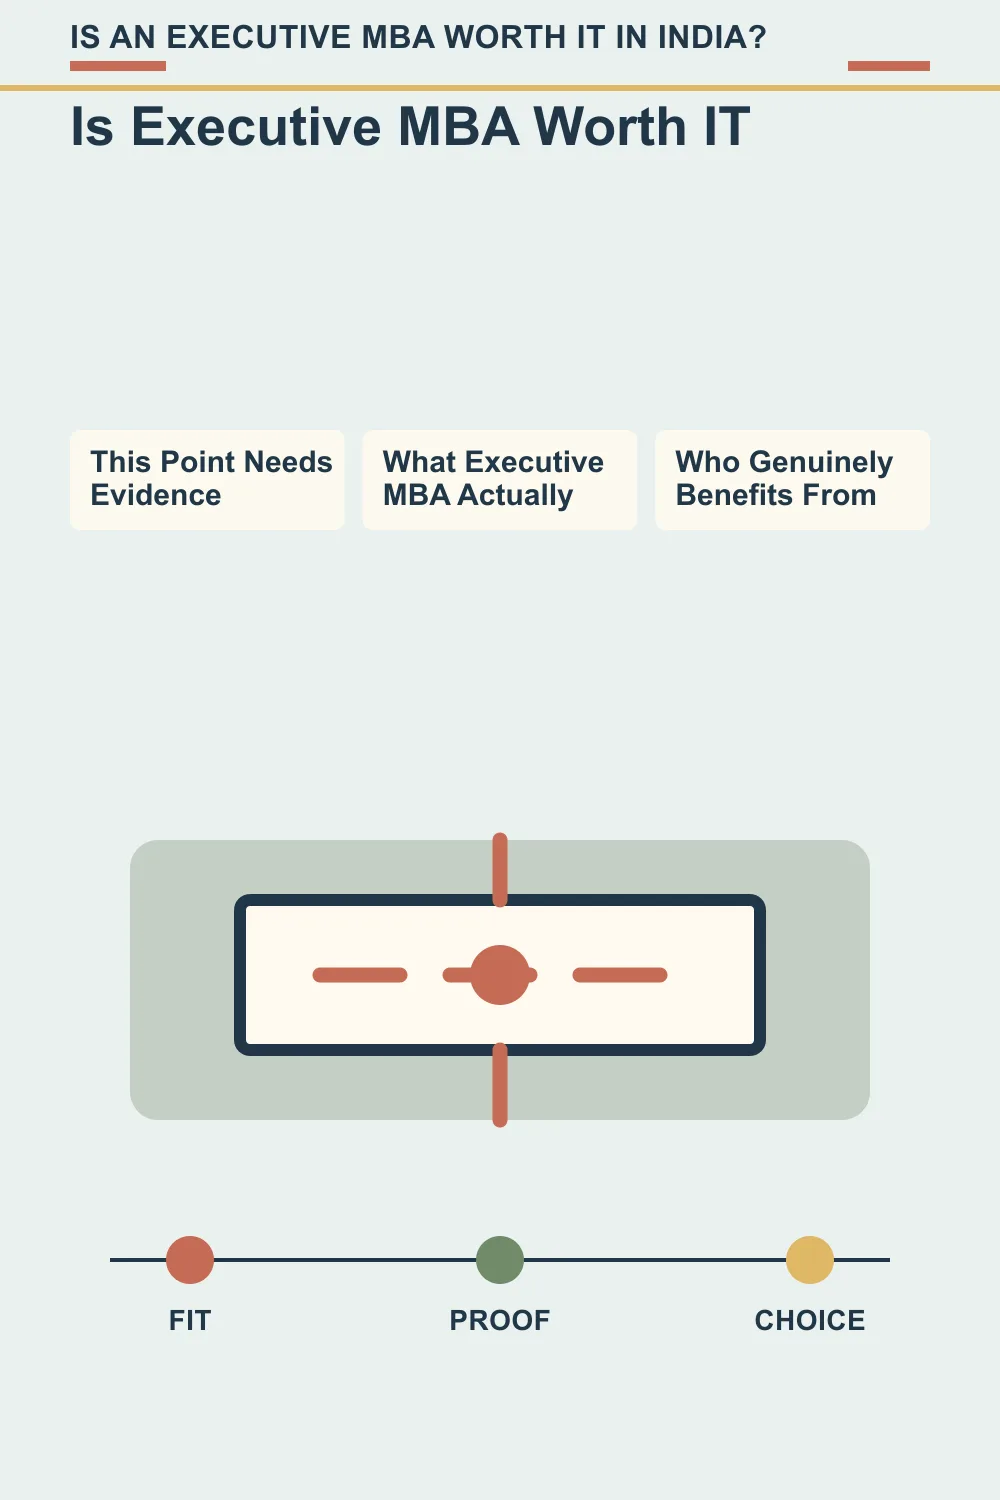 IS AN EXECUTIVE MBA WORTH IT IN INDIA?
Is Executive MBA Worth IT
This Point Needs
Evidence
What Executive
MBA Actually
Who Genuinely
Benefits From
FIT
PROOF
CHOICE